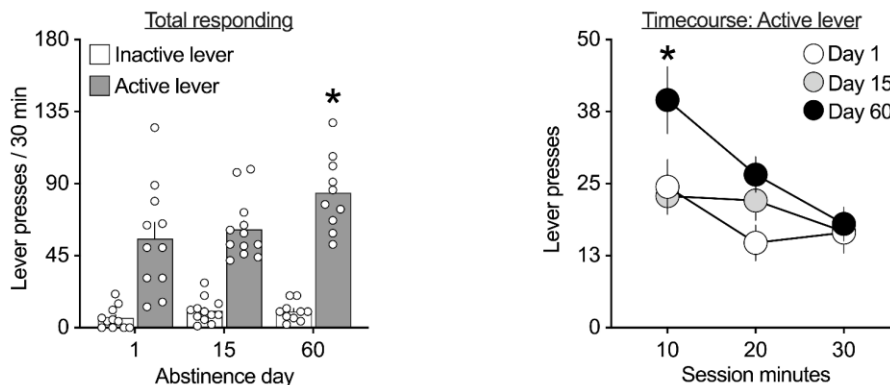 Total responding
180
135
90
45
0
Lever presses / 30 min
Inactive lever
Active lever
*
1 15 60
Abstinence day
Timecourse: Active lever
50
38
25
13
0
Lever presses
*
Day 1
Day 15
Day 60
10 20 30
Session minutes